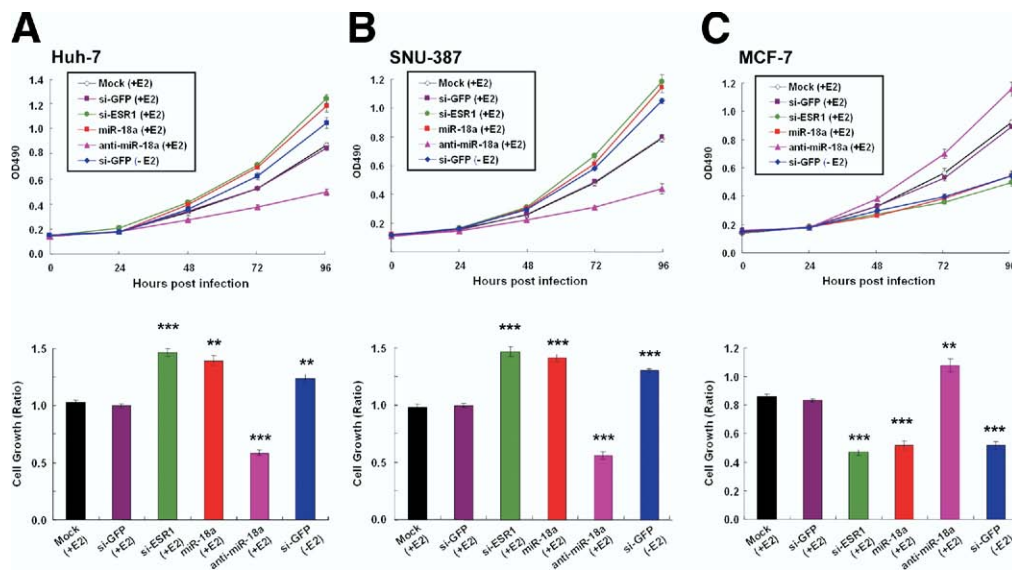 A
Huh-7
1.4
1.2
1.0
0.8
0.6
0.4
0.2
0.0
OD490
Mock (+E2)
si-GFP (+E2)
si-ESR1 (+E2)
miR-18a (+E2)
anti-miR-18a (+E2)
si-GFP (- E2)
0 24 48 72 96
Hours post infection
B
SNU-387
1.2
1.0
0.8
0.6
0.4
0.2
OD490
Mock (+E2)
si-GFP (+E2)
si-ESR1 (+E2)
miR-18a (+E2)
anti-miR-18a (+E2)
si-GFP (- E2)
0 24 48 72 96
Hours post infection
C
MCF-7
1.2
1.0
0.8
0.6
0.4
0.2
0.0
OD490
Mock (+E2)
si-GFP (+E2)
si-ESR1 (+E2)
miR-18a (+E2)
anti-miR-18a (+E2)
si-GFP (- E2)
0 24 48 72 96
Hours post infection
1.5
1.0
0.5
0.0
Cell Growth (Ratio)
*** ** *** **
Mock (+E2)
si-GFP (+E2)
si-ESR1 (+E2)
miR-18a (+E2)
anti-miR-18a (+E2)
si-GFP (-E2)
1.5
1.0
0.5
0.0
Cell Growth (Ratio)
*** *** *** ***
Mock (+E2)
si-GFP (+E2)
si-ESR1 (+E2)
miR-18a (+E2)
anti-miR-18a (+E2)
si-GFP (-E2)
1.2
1.0
0.8
0.6
0.4
0.2
0.0
Cell Growth (Ratio)
*** *** ** ***
Mock (+E2)
si-GFP (+E2)
si-ESR1 (+E2)
miR-18a (+E2)
anti-miR-18a (+E2)
si-GFP (-E2)